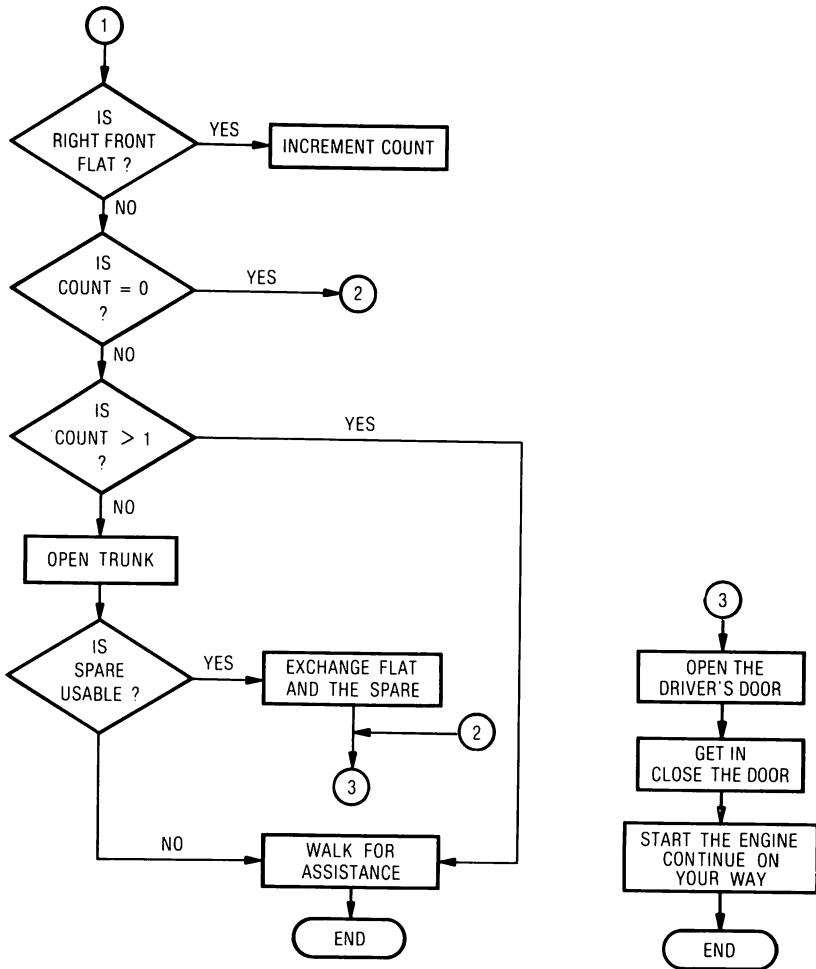 1
IS
RIGHT FRONT
FLAT ?
YES
INCREMENT COUNT
NO
IS
COUNT = 0
?
YES
2
NO
IS
COUNT > 1
?
YES
NO
OPEN TRUNK
IS
SPARE
USABLE ?
YES
EXCHANGE FLAT
AND THE SPARE
2
3
NO
WALK FOR
ASSISTANCE
END
3
OPEN THE
DRIVER'S DOOR
GET IN
CLOSE THE DOOR
START THE ENGINE
CONTINUE ON
YOUR WAY
END